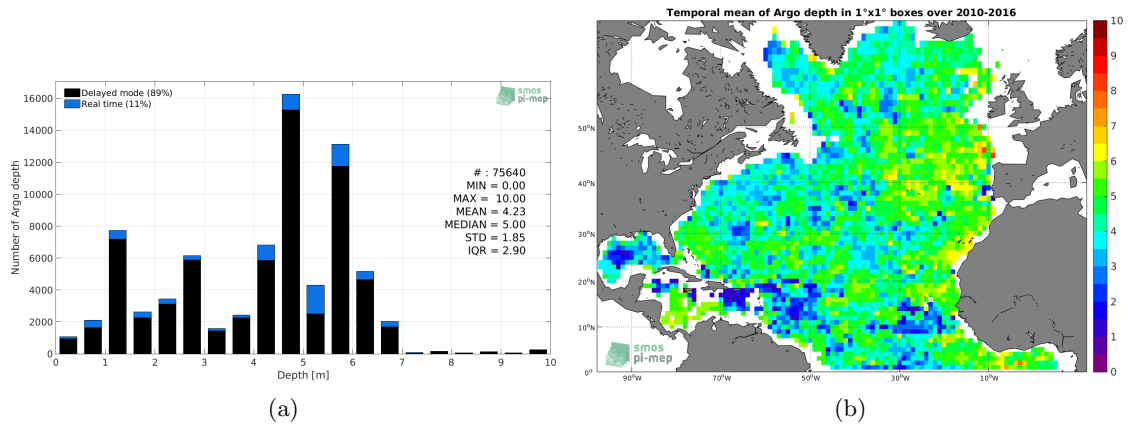 Delayed mode (89%)
Real time (11%)
smos
pi-mep
16000
14000
12000
10000
8000
6000
4000
2000
0
Number of Argo depth
# : 75640
MIN = 0.00
MAX = 10.00
MEAN = 4.23
MEDIAN = 5.00
STD = 1.85
IQR = 2.90
0 1 2 3 4 5 6 7 8 9 10
Depth [m]
(a)
Temporal mean of Argo depth in 1°x1° boxes over 2010-2016
50°N
40°N
30°N
20°N
10°N
0°
90°W 70°W 50°W 30°W 10°W
smos
pi-mep
10
9
8
7
6
5
4
3
2
1
0
(b)